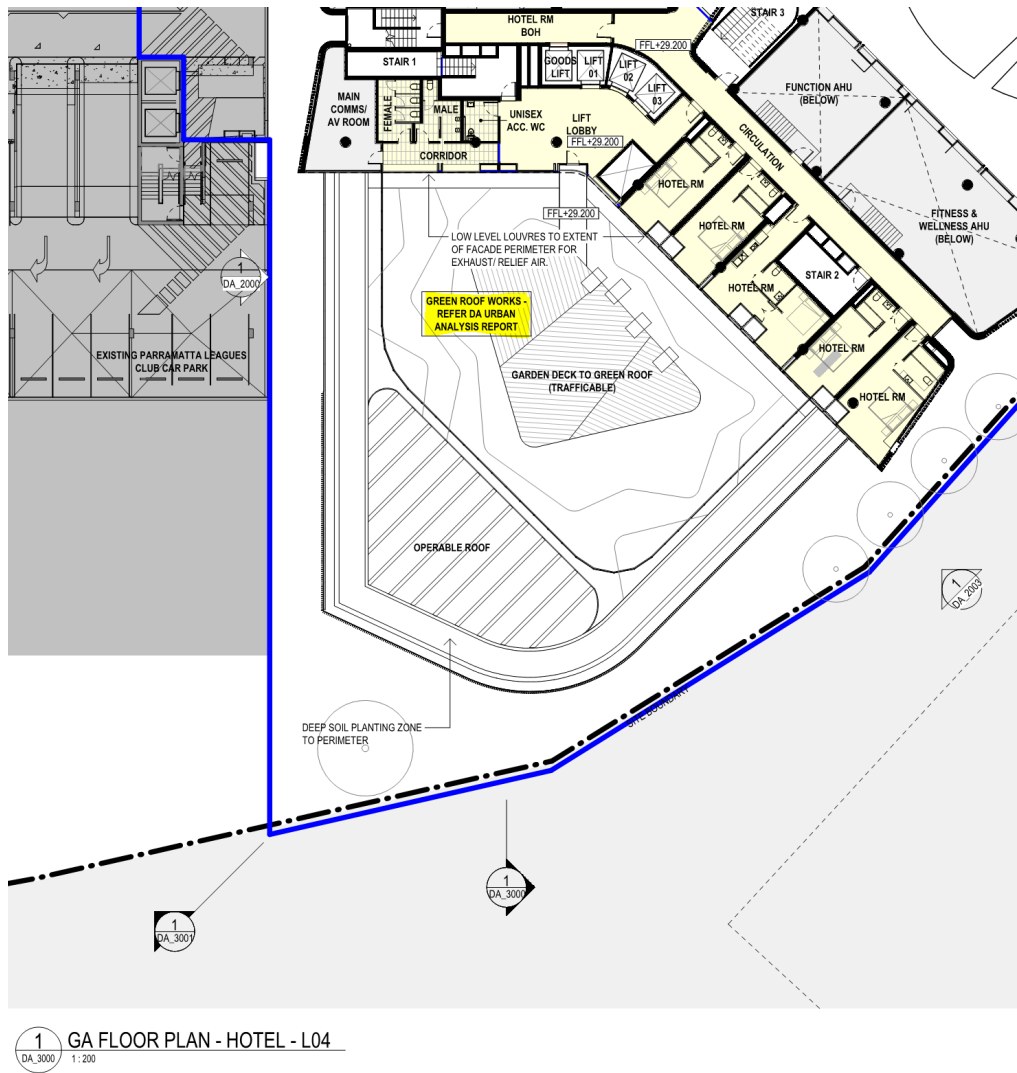 HOTEL RM
BOH
STAIR 3
FFL+29.200
STAIR 1
GOODS
LIFT
LIFT
01
LIFT
02
LIFT
03
FUNCTION AHU
(BELOW)
MAIN
COMMS/
AV ROOM
FEMALE
MALE
UNISEX
ACC. WC
LIFT
LOBBY
FFL+29.200
CIRCULATION
CORRIDOR
HOTEL RM
FFL+29.200
HOTEL RM
FITNESS &
WELLNESS AHU
(BELOW)
LOW LEVEL LOUVRES TO EXTENT
OF FACADE PERIMETER FOR
EXHAUST/ RELIEF AIR.
STAIR 2
1
DA_2000
HOTEL RM
GREEN ROOF WORKS -
REFER DA URBAN
ANALYSIS REPORT
HOTEL RM
EXISTING PARRAMATTA LEAGUES
CLUB CAR PARK
GARDEN DECK TO GREEN ROOF
(TRAFFICABLE)
HOTEL RM
OPERABLE ROOF
1
DA_2003
SITE BOUNDARY
DEEP SOIL PLANTING ZONE
TO PERIMETER
1
DA_3000
1
DA_3001
1
DA_3000
GA FLOOR PLAN - HOTEL - L04
1 : 200